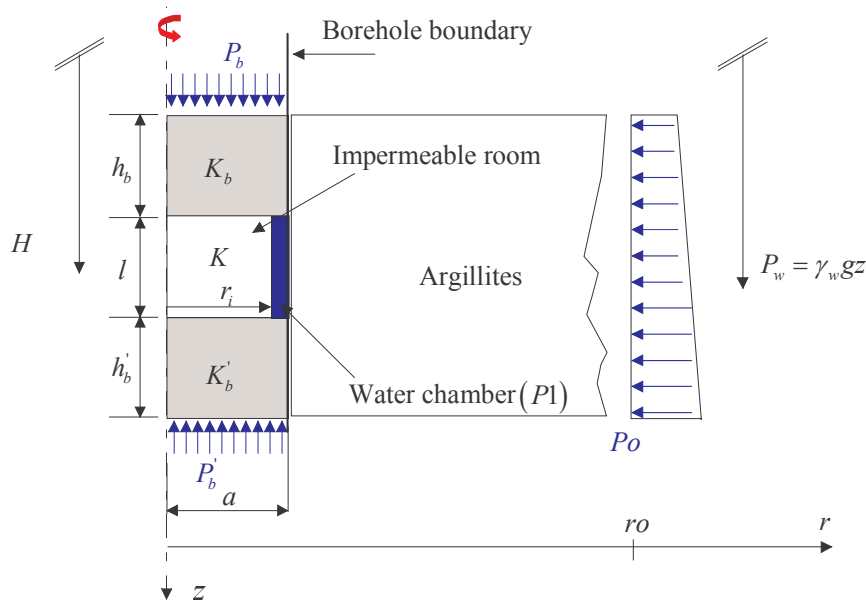 Borehole boundary
P_b
Impermeable room
h_b
K_b
H
l
K
r_i
Argillites
P_w = γ_w gz
h_b'
K_b'
Water chamber (P1)
Po
P_b'
a
ro
r
z